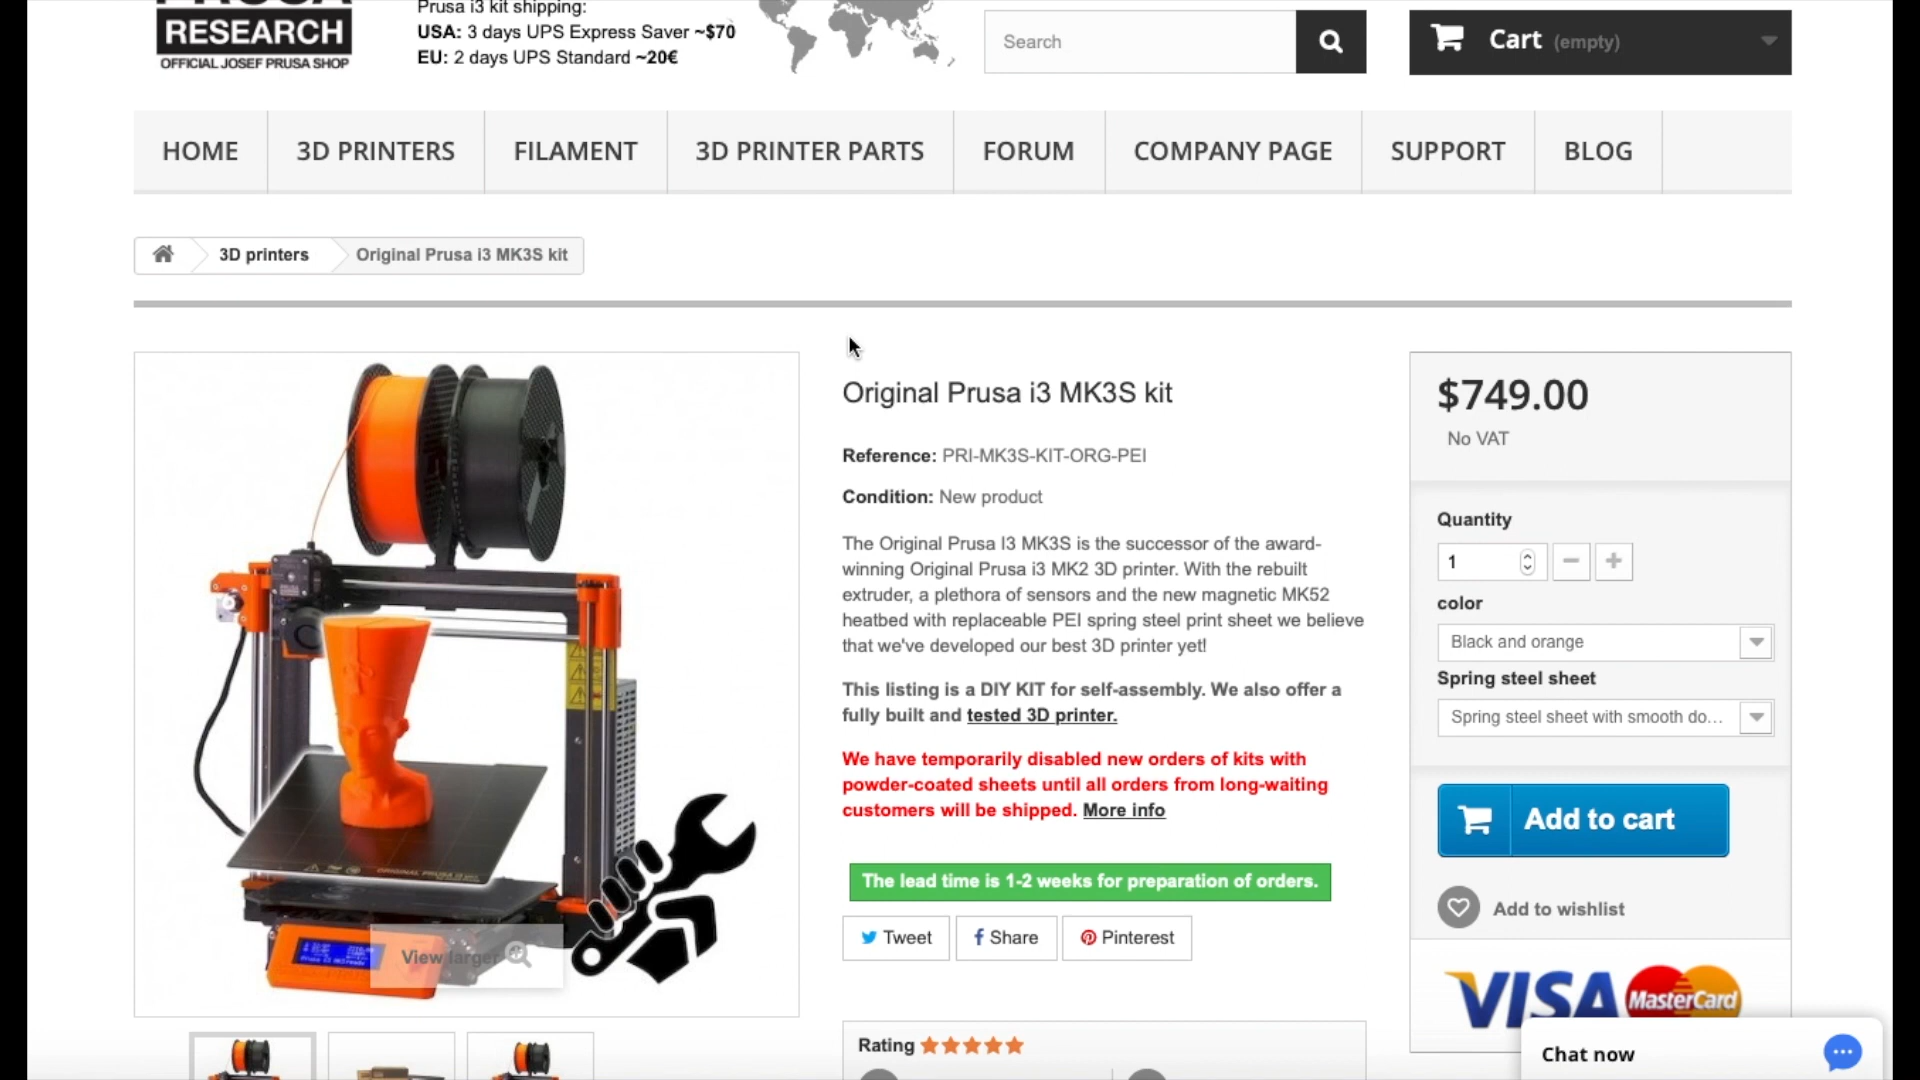 PRUSA
RESEARCH
OFFICIAL JOSEF PRUSA SHOP
Prusa i3 kit shipping:
USA: 3 days UPS Express Saver ~$70
EU: 2 days UPS Standard ~20€
Search
Cart (empty)
HOME
3D PRINTERS
FILAMENT
3D PRINTER PARTS
FORUM
COMPANY PAGE
SUPPORT
BLOG
3D printers
Original Prusa i3 MK3S kit
Original Prusa i3 MK3S kit
Reference: PRI-MK3S-KIT-ORG-PEI
Condition: New product
The Original Prusa I3 MK3S is the successor of the award-
winning Original Prusa i3 MK2 3D printer. With the rebuilt
extruder, a plethora of sensors and the new magnetic MK52
heatbed with replaceable PEI spring steel print sheet we believe
that we've developed our best 3D printer yet!
This listing is a DIY KIT for self-assembly. We also offer a
fully built and tested 3D printer.
We have temporarily disabled new orders of kits with
powder-coated sheets until all orders from long-waiting
customers will be shipped. More info
The lead time is 1-2 weeks for preparation of orders.
Tweet
Share
Pinterest
Rating
View larger
$749.00
No VAT
Quantity
1
color
Black and orange
Spring steel sheet
Spring steel sheet with smooth do...
Add to cart
Add to wishlist
VISA
MasterCard
Chat now